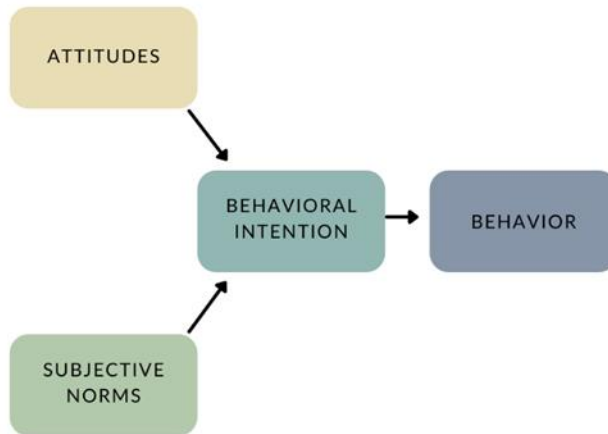 ATTITUDES
BEHAVIORAL
INTENTION
BEHAVIOR
SUBJECTIVE
NORMS